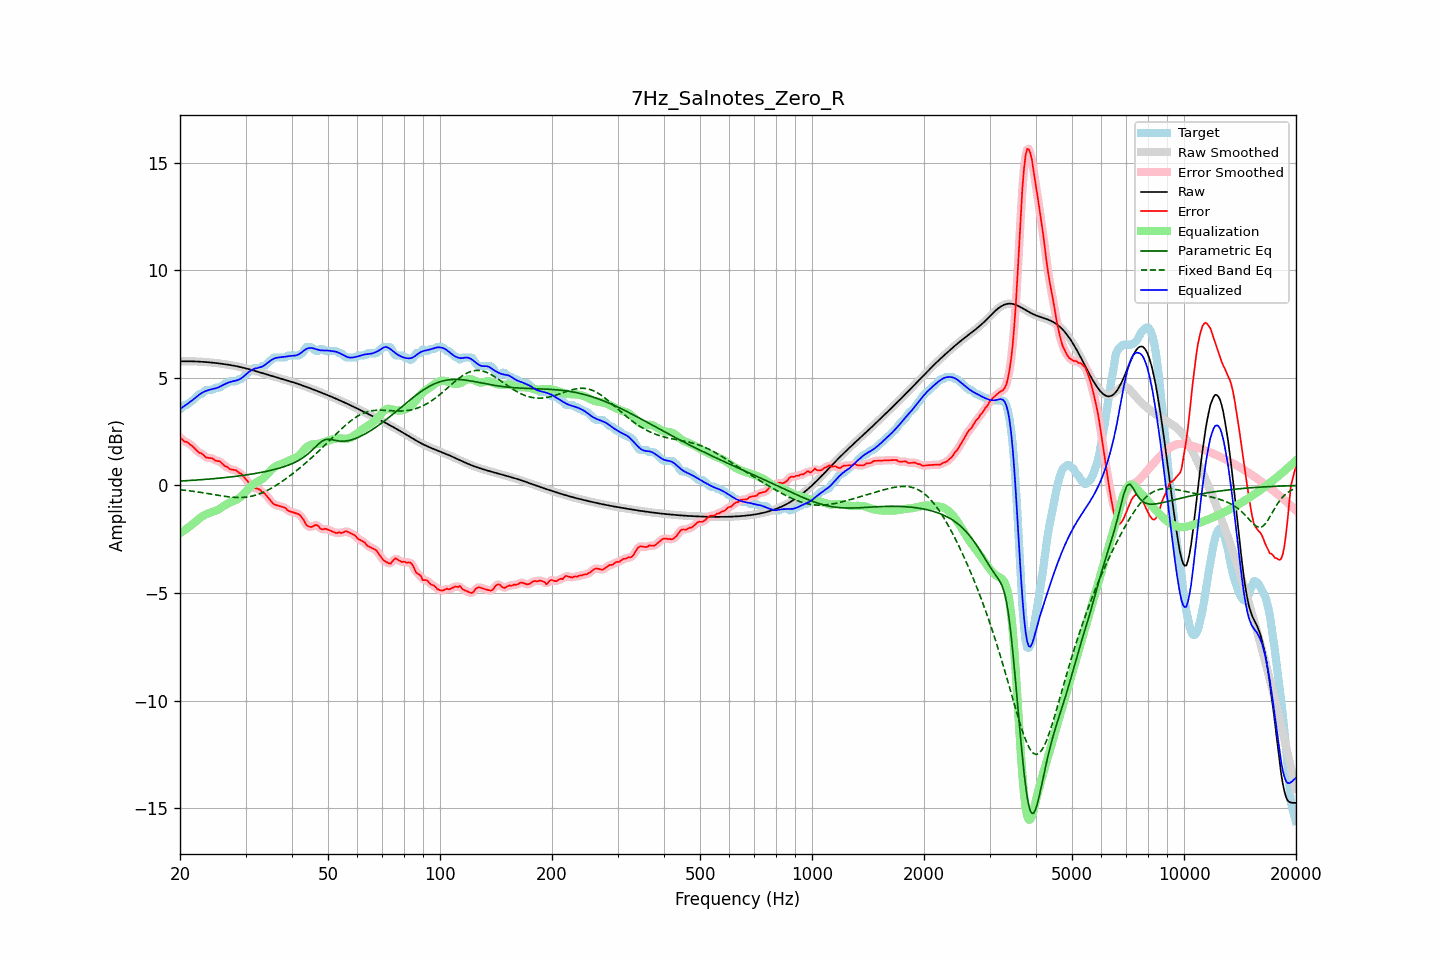 7Hz_Salnotes_Zero_R
Target
Raw Smoothed
Error Smoothed
Raw
Error
Equalization
Parametric Eq
Fixed Band Eq
Equalized
Amplitude (dBr)
15
10
5
0
−5
−10
−15
20
50
100
200
500
1000
2000
5000
10000
20000
Frequency (Hz)